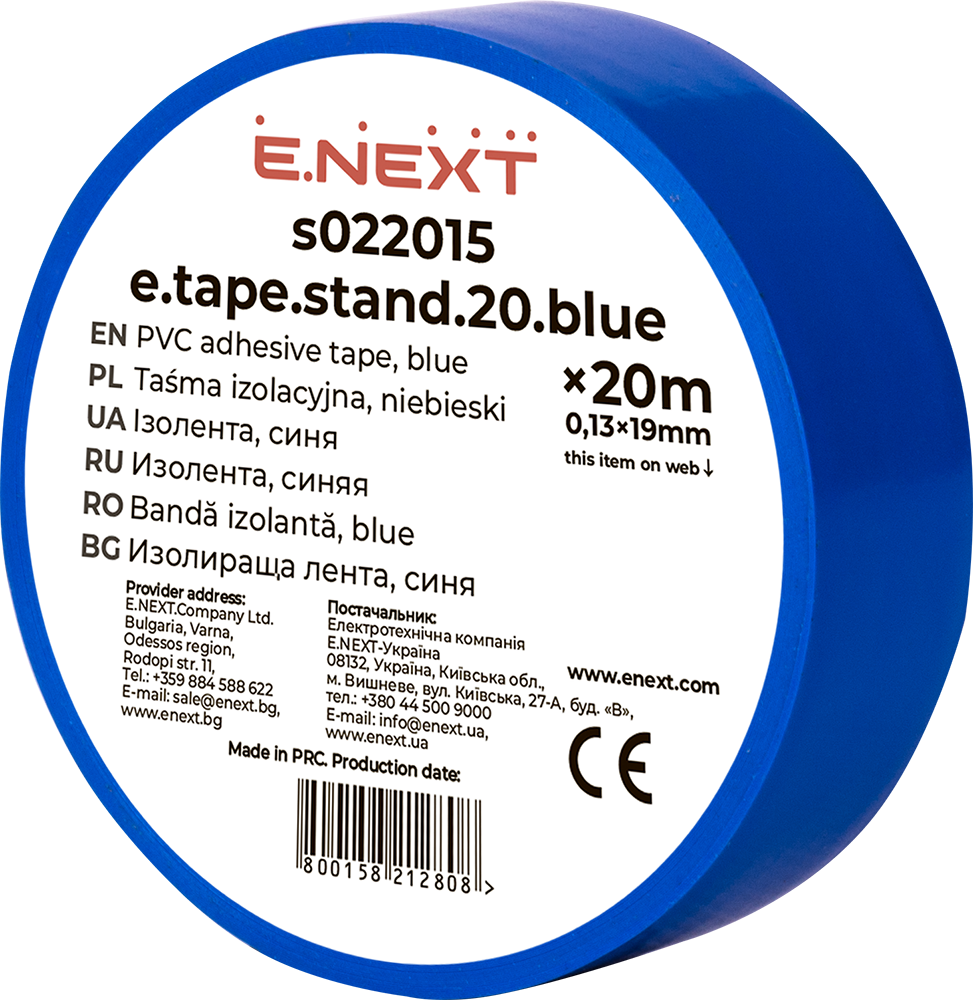 E.NEXT
s022015
e.tape.stand.20.blue
EN PVC adhesive tape, blue
PL Taśma izolacyjna, niebieski
UA Ізолента, синя
RU Изолента, синяя
RO Bandă izolantă, blue
BG Изолираща лента, синя
×20m
0,13×19mm
this item on web↓
Provider address:
E.NEXT.Company Ltd.
Bulgaria, Varna,
Odessos region,
Rodopi str. 11,
Tel.: +359 884 588 622
E-mail: sale@enext.bg,
www.enext.bg
Постачальник:
Електротехнічна компанія
E.NEXT-Україна
08132, Україна, Київська обл.,
м. Вишневе, вул. Київська, 27-А, буд. «В»,
тел.: +380 44 500 9000
E-mail: info@enext.ua,
www.enext.ua
www.enext.com
CE
Made in PRC. Production date:
800158 212808 >